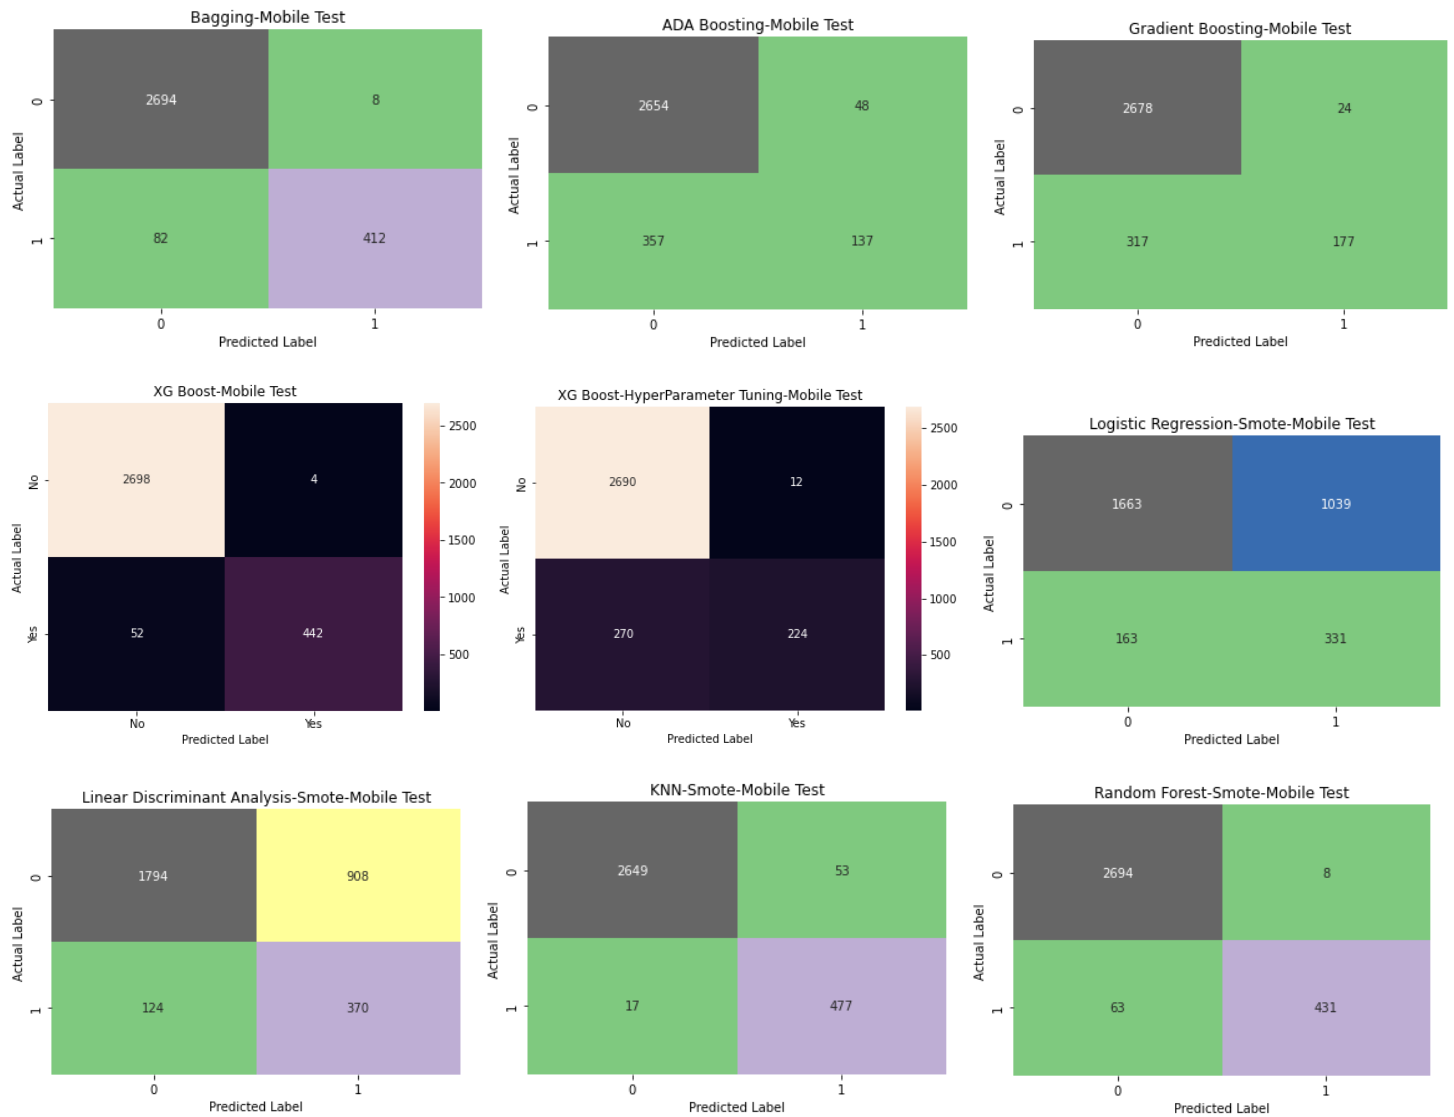 Bagging-Mobile Test
0
2694
8
Actual Label
1
82
412
0
1
Predicted Label
ADA Boosting-Mobile Test
0
2654
48
Actual Label
1
357
137
0
1
Predicted Label
Gradient Boosting-Mobile Test
0
2678
24
Actual Label
1
317
177
0
1
Predicted Label
XG Boost-Mobile Test
No
2698
4
Actual Label
Yes
52
442
No
Yes
Predicted Label
2500
2000
1500
1000
500
XG Boost-HyperParameter Tuning-Mobile Test
No
2690
12
Actual Label
Yes
270
224
No
Yes
Predicted Label
2500
2000
1500
1000
500
Logistic Regression-Smote-Mobile Test
0
1663
1039
Actual Label
1
163
331
0
1
Predicted Label
Linear Discriminant Analysis-Smote-Mobile Test
0
1794
908
Actual Label
1
124
370
0
1
Predicted Label
KNN-Smote-Mobile Test
0
2649
53
Actual Label
1
17
477
0
1
Predicted Label
Random Forest-Smote-Mobile Test
0
2694
8
Actual Label
1
63
431
0
1
Predicted Label